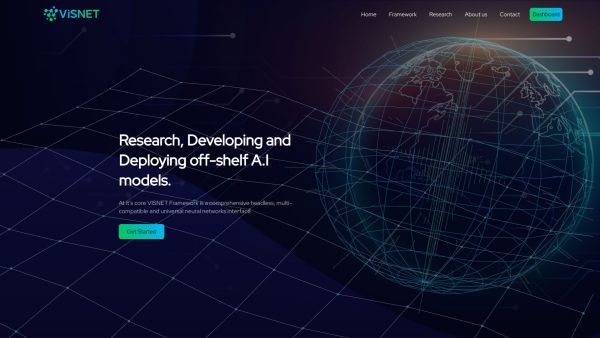 ViSNET
Home Framework Research About us Contact Dashboard
Research, Developing and
Deploying off-shelf A.I
models.
At it's core VISNET Framework is a comprehensive headless, multi-
compatible and universal neural networks interface
Get Started